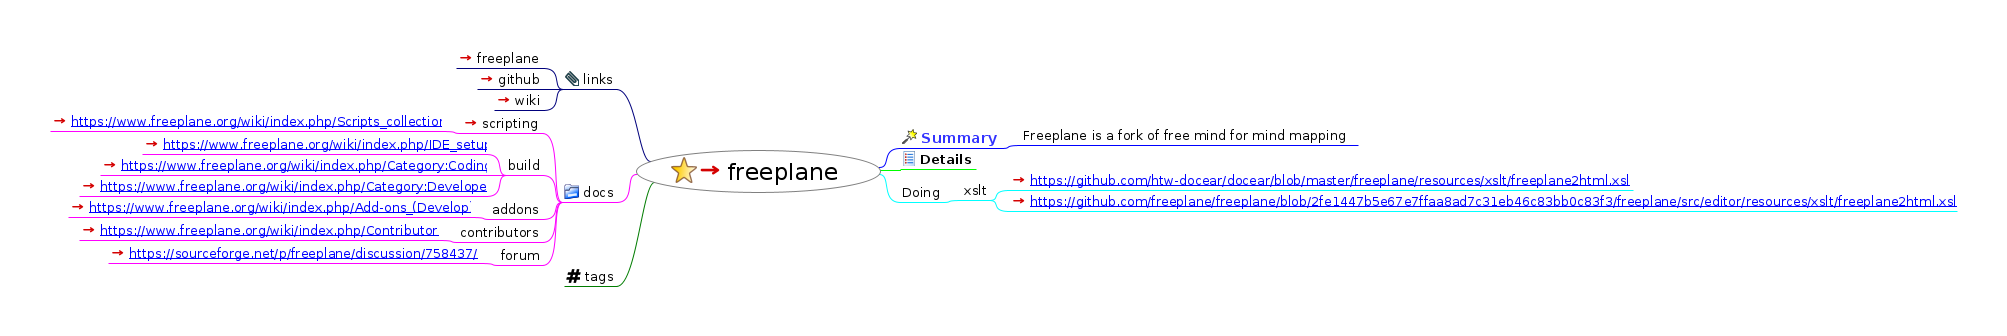 freeplane
github
wiki
links
https://www.freeplane.org/wiki/index.php/Scripts_collection
scripting
https://www.freeplane.org/wiki/index.php/IDE_setup
https://www.freeplane.org/wiki/index.php/Category:Coding
build
https://www.freeplane.org/wiki/index.php/Category:Develope
docs
https://www.freeplane.org/wiki/index.php/Add-ons_(Develop
addons
https://www.freeplane.org/wiki/index.php/Contributor
contributors
https://sourceforge.net/p/freeplane/discussion/758437/
forum
# tags
freeplane
Summary
Freeplane is a fork of free mind for mind mapping
Details
Doing
xslt
https://github.com/htw-docear/docear/blob/master/freeplane/resources/xslt/freeplane2html.xsl
https://github.com/freeplane/freeplane/blob/2fe1447b5e67e7ffaa8ad7c31eb46c83bb0c83f3/freeplane/src/editor/resources/xslt/freeplane2html.xsl